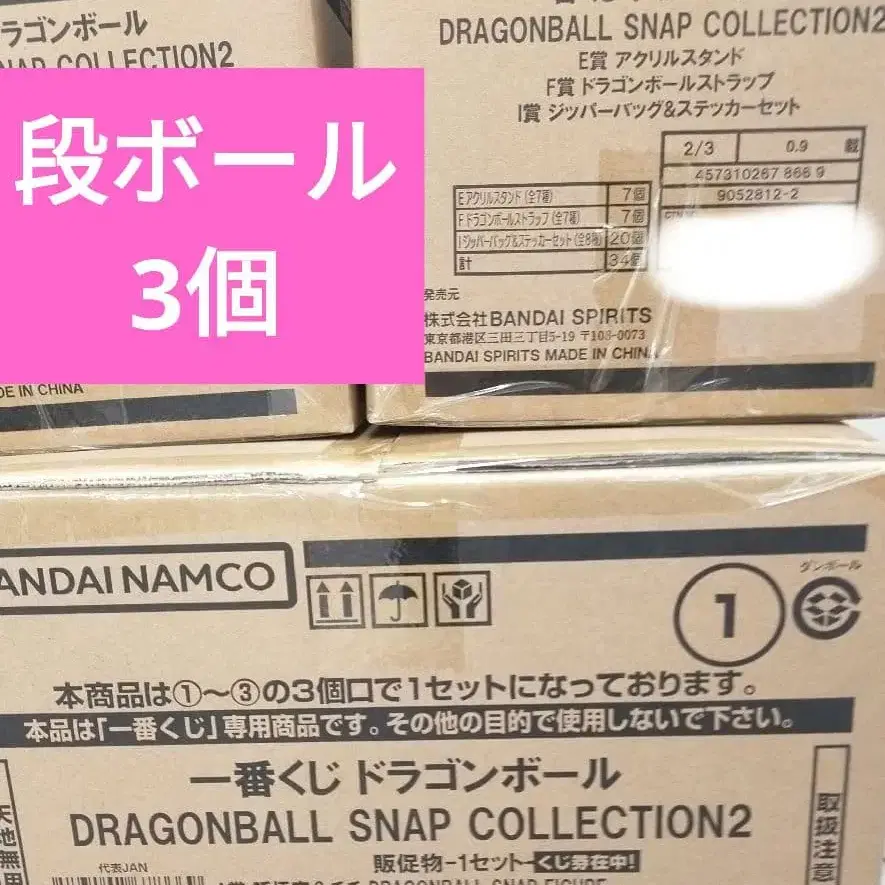 ラゴンボール
SNAP COLLECTION2
段ボール
3個
DE IN CHINA
DRAGONBALL SNAP COLLECTION2
E賞 アクリルスタンド
F賞 ドラゴンボールストラップ
I賞 ジッパーバッグ&ステッカーセット
2/3 0.9
457310267 866 9
9052812-2
E アクリルスタンド(全7種) 7個
F ドラゴンボールストラップ(全7種) 7個
I ジッパーバッグ&ステッカーセット(全8種) 20個
計 34個
発売元
株式会社BANDAI SPIRITS
東京都港区三田三丁目5-19 〒108-0073
BANDAI SPIRITS MADE IN CHINA
BANDAI NAMCO
1
ダンボール
本商品は①〜③の3個口で1セットになっております。
本品は「一番くじ」専用商品です。その他の目的で使用しないで下さい。
一番くじ ドラゴンボール
DRAGONBALL SNAP COLLECTION2
天地無用
取扱注意
販促物-1セット-くじ券在中!
代表JAN
DRAGONBALL SNAP FIGURE